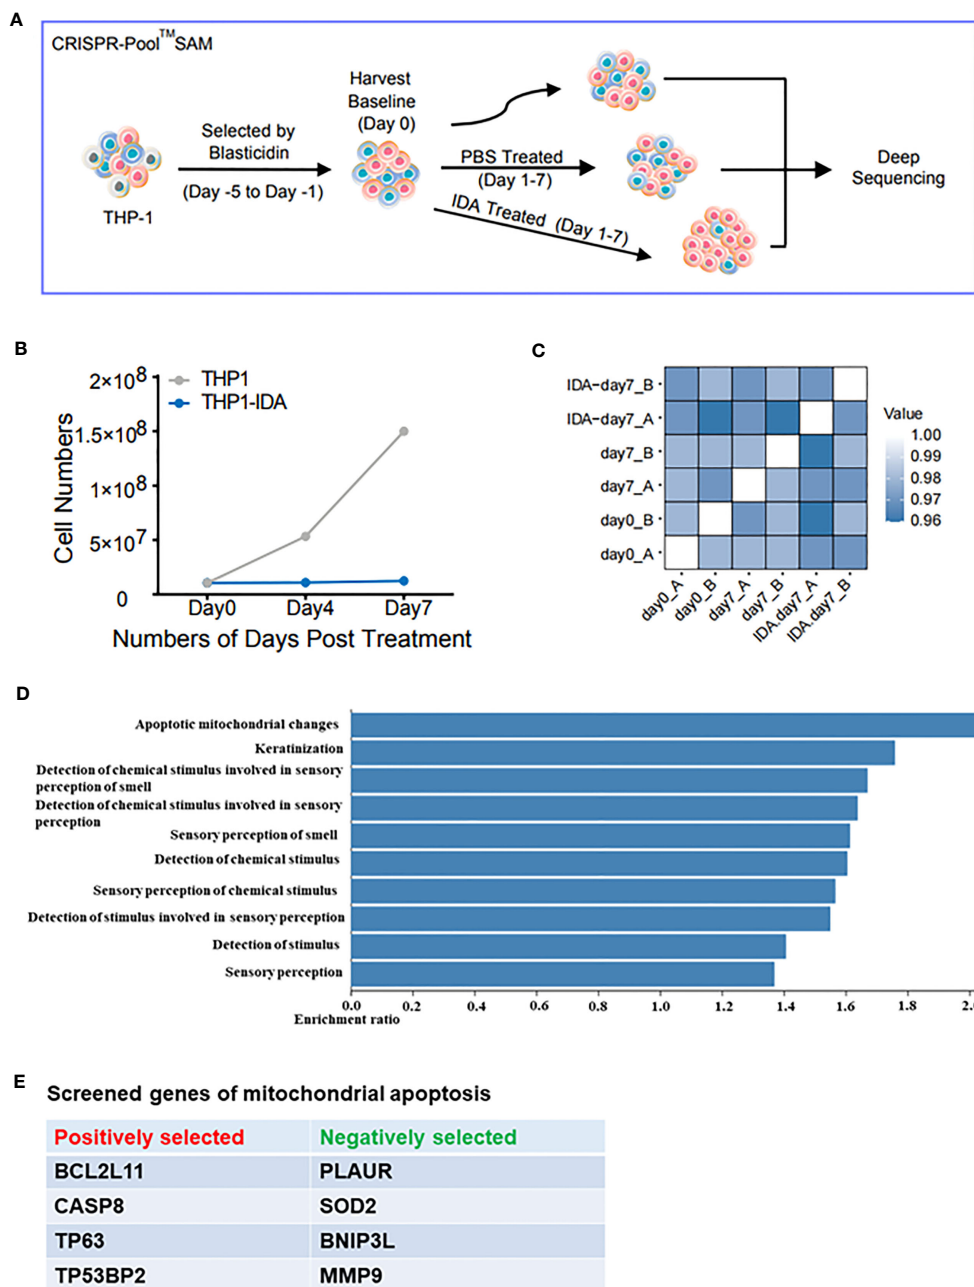 A
CRISPR-Pool™SAM
Harvest
Baseline
(Day 0)
Selected by
Blasticidin
(Day -5 to Day -1)
THP-1
PBS Treated
(Day 1-7)
IDA Treated (Day 1-7)
Deep
Sequencing
B
THP1
THP1-IDA
Cell Numbers
2×10⁸
1.5×10⁸
1×10⁸
5×10⁷
0
Day0 Day4 Day7
Numbers of Days Post Treatment
C
IDA-day7_B
IDA-day7_A
day7_B
day7_A
day0_B
day0_A
day0_A
day0_B
day7_A
day7_B
IDA.day7_A
IDA.day7_B
Value
1.00
0.99
0.98
0.97
0.96
D
Apoptotic mitochondrial changes
Keratinization
Detection of chemical stimulus involved in sensory
perception of smell
Detection of chemical stimulus involved in sensory
perception
Sensory perception of smell
Detection of chemical stimulus
Sensory perception of chemical stimulus
Detection of stimulus involved in sensory perception
Detection of stimulus
Sensory perception
0.0 0.2 0.4 0.6 0.8 1.0 1.2 1.4 1.6 1.8
Enrichment ratio
E
Screened genes of mitochondrial apoptosis
Positively selected Negatively selected
BCL2L11 PLAUR
CASP8 SOD2
TP63 BNIP3L
TP53BP2 MMP9